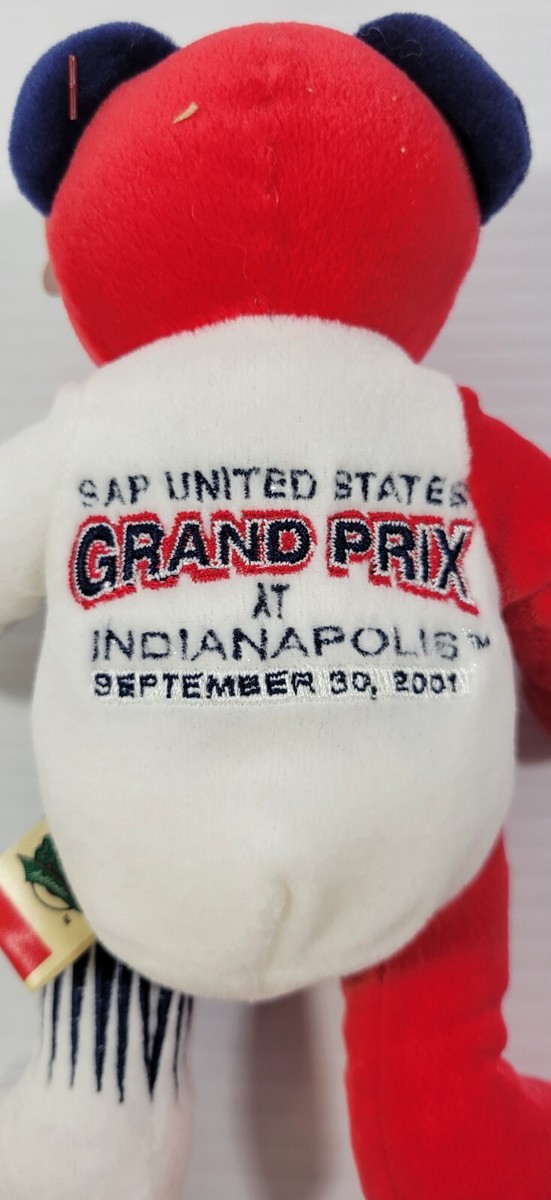 SAP UNITED STATES
GRAND PRIX
AT
INDIANAPOLIS™
SEPTEMBER 30, 2001